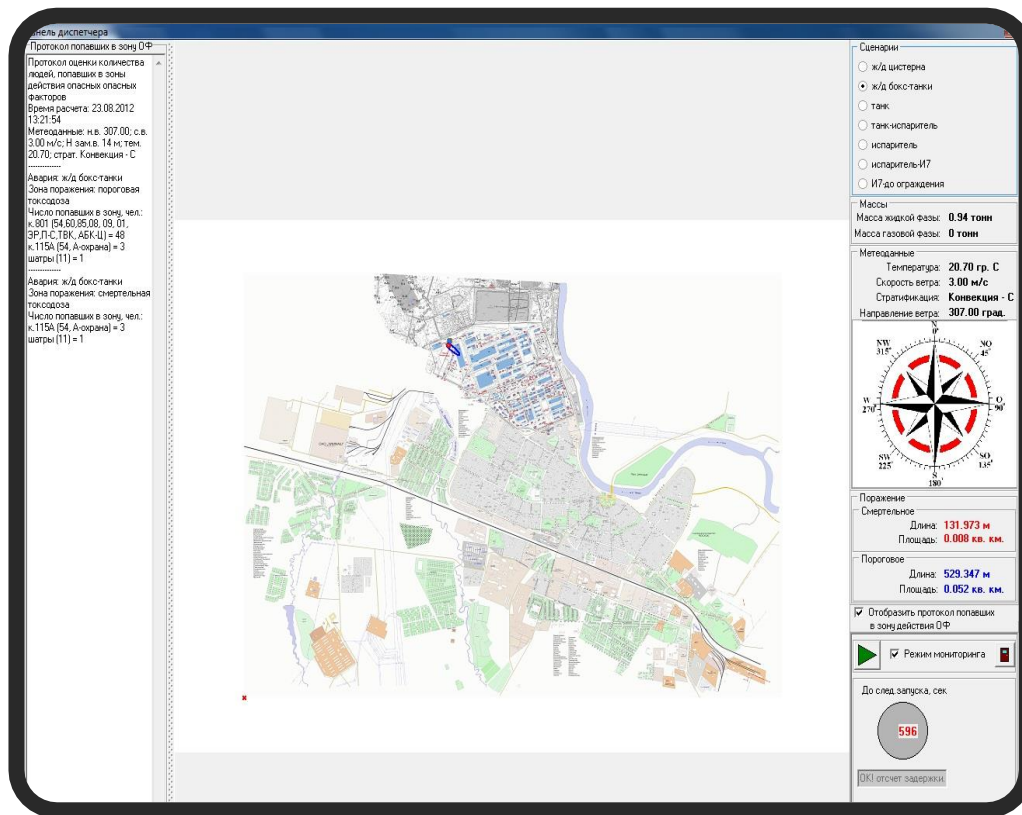 нель диспетчера
Протокол попавших в зону ОФ
Протокол оценки количества
людей, попавших в зоны
действия опасных опасных
факторов
Время расчета: 23.08.2012
13:21:54
Метеоданные: н.в. 307.00; с.в.
3.00 м/с; Н зам.в. 14 м; тем.
20.70; страт. Конвекция - С
--------------
Авария: ж/д бокс-танки
Зона поражения: пороговая
токсодоза
Число попавших в зону, чел.:
к.801 (54,60,85,08, 09, 01,
ЭР,П-С,ТВК, АБК-Ц) = 48
к.115А (54, А-охрана) = 3
шатры (11) = 1
--------------
Авария: ж/д бокс-танки
Зона поражения: смертельная
токсодоза
Число попавших в зону, чел.:
к.115А (54, А-охрана) = 3
шатры (11) = 1
Сценарии
ж/д цистерна
ж/д бокс-танки
танк
танк-испаритель
испаритель
испаритель-И7
И7-до ограждения
Массы
Масса жидкой фазы: 0.94 тонн
Масса газовой фазы: 0 тонн
Метеоданные
Температура: 20.70 гр. С
Скорость ветра: 3.00 м/с
Стратификация: Конвекция - С
Направление ветра: 307.00 град.
N
0°
NW
315°
NO
45°
W
270°
O
90°
SW
225°
SO
135°
S
180°
Поражение
Смертельное
Длина: 131.973 м
Площадь: 0.008 кв. км.
Пороговое
Длина: 529.347 м
Площадь: 0.052 кв. км.
Отобразить протокол попавших
в зону действия ОФ
Режим мониторинга
До след.запуска, сек
596
ОК! отсчет задержки